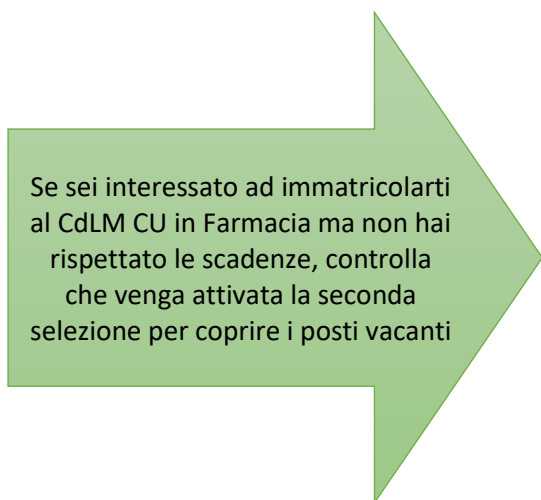 Se sei interessato ad immatricolarti
al CdLM CU in Farmacia ma non hai
rispettato le scadenze, controlla
che venga attivata la seconda
selezione per coprire i posti vacanti